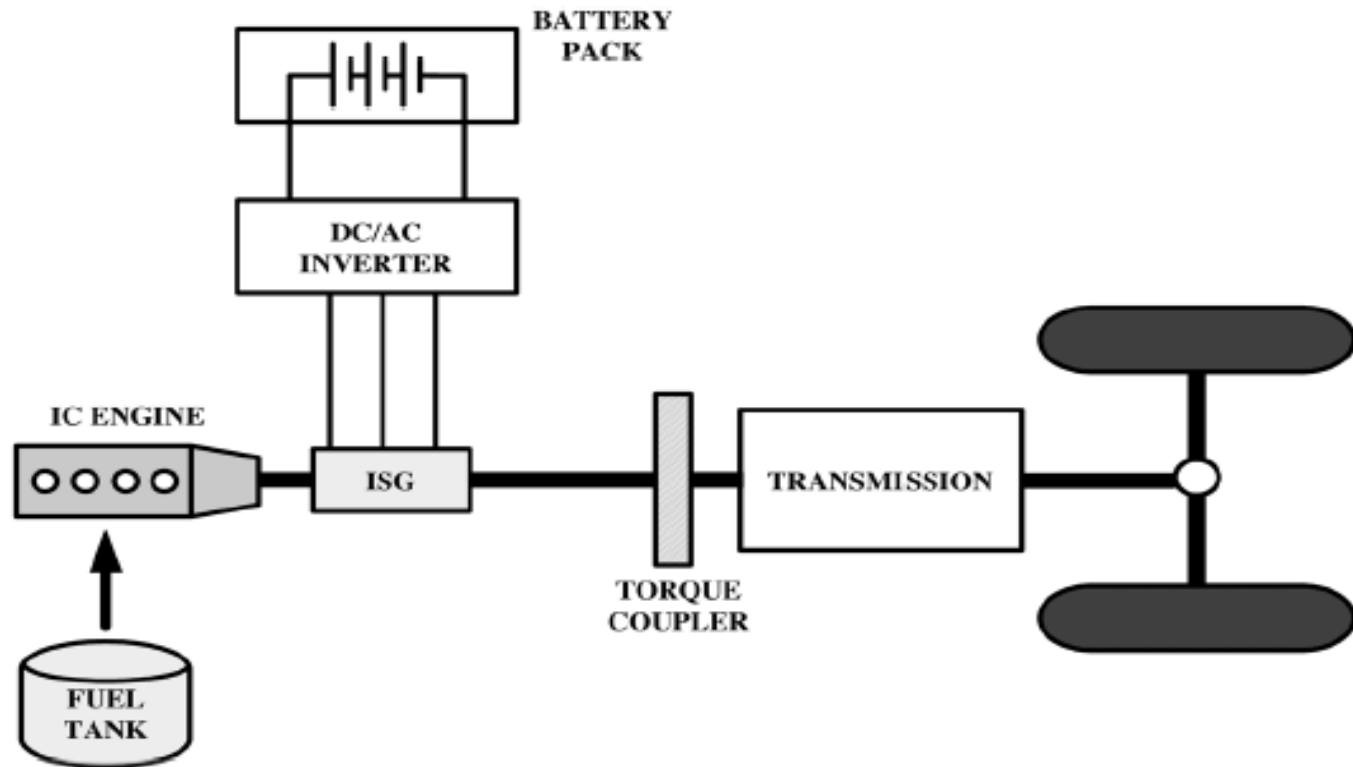 BATTERY
PACK
DC/AC
INVERTER
IC ENGINE
ISG
TRANSMISSION
TORQUE
COUPLER
FUEL
TANK